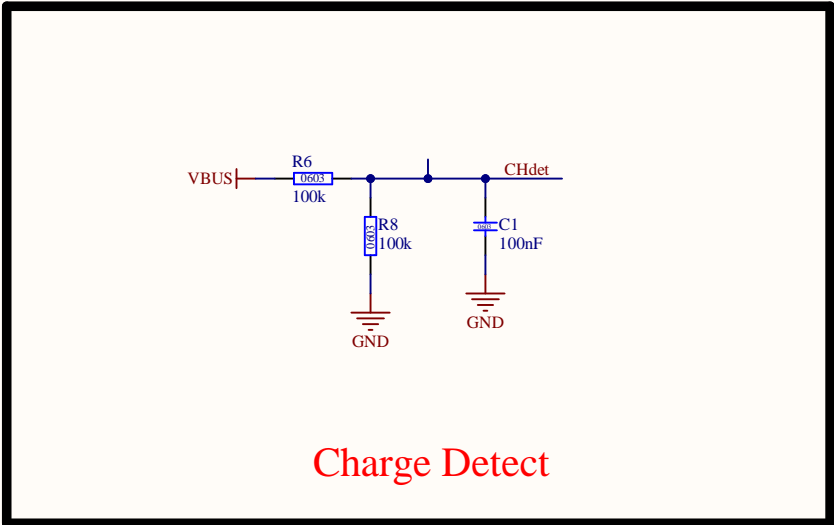 R6
VBUS
0603
100k
CHdet
R8
0603
100k
C1
0603
100nF
GND
GND
Charge Detect